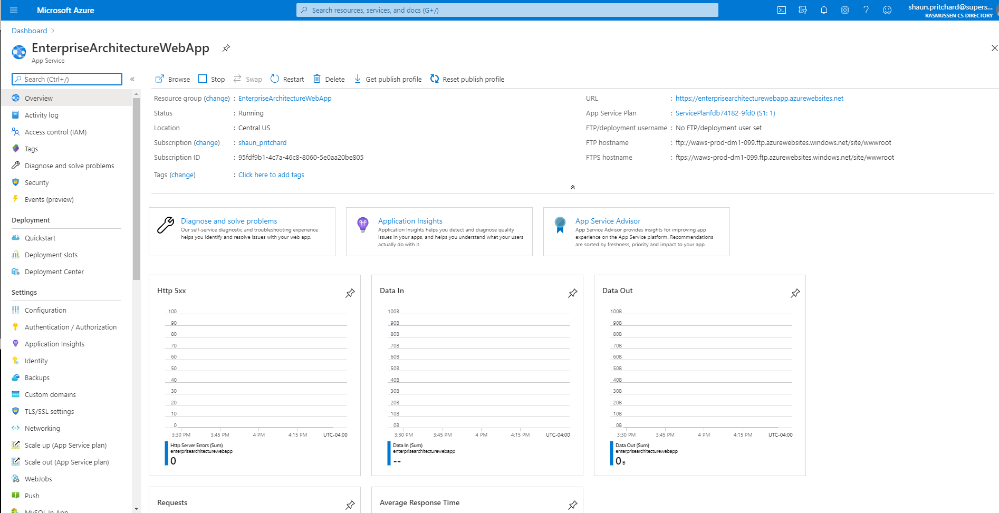 Microsoft Azure
Search resources, services, and docs (G+/)
shaun.pritchard@supers...
RASMUSSEN CS DIRECTORY
Dashboard
EnterpriseArchitectureWebApp
App Service
Search (Ctrl+/)
«
Browse Stop Swap Restart Delete Get publish profile Reset publish profile
Overview
Activity log
Access control (IAM)
Tags
Diagnose and solve problems
Security
Events (preview)
Deployment
Quickstart
Deployment slots
Deployment Center
Settings
Configuration
Authentication / Authorization
Application Insights
Identity
Backups
Custom domains
TLS/SSL settings
Networking
Scale up (App Service plan)
Scale out (App Service plan)
WebJobs
Push
MySQL In App
Resource group (change) : EnterpriseArchitectureWebApp
Status : Running
Location : Central US
Subscription (change) : shaun_pritchard
Subscription ID : 95fdf9b1-4c7a-46c8-8060-5e0aa20be805
Tags (change) : Click here to add tags
URL : https://enterprisearchitecturewebapp.azurewebsites.net
App Service Plan : ServicePlanfdb74182-9fd0 (S1: 1)
FTP/deployment username : No FTP/deployment user set
FTP hostname : ftp://waws-prod-dm1-099.ftp.azurewebsites.windows.net/site/wwwroot
FTPS hostname : ftps://waws-prod-dm1-099.ftp.azurewebsites.windows.net/site/wwwroot
Diagnose and solve problems
Our self-service diagnostic and troubleshooting experience
helps you identify and resolve issues with your web app.
Application Insights
Application Insights helps you detect and diagnose quality
issues in your apps, and helps you understand what your users
actually do with it.
App Service Advisor
App Service Advisor provides insights for improving app
experience on the App Service platform. Recommendations
are sorted by freshness, priority and impact to your app.
Http 5xx
100
90
80
70
60
50
40
30
20
10
0
3:30 PM 3:45 PM 4 PM 4:15 PM UTC-04:00
Http Server Errors (Sum)
enterprisearchitecturewebapp
0
Data In
100B
90B
80B
70B
60B
50B
40B
30B
20B
10B
0B
3:30 PM 3:45 PM 4 PM 4:15 PM UTC-04:00
Data In (Sum)
enterprisearchitecturewebapp
--
Data Out
100B
90B
80B
70B
60B
50B
40B
30B
20B
10B
0B
3:30 PM 3:45 PM 4 PM 4:15 PM UTC-04:00
Data Out (Sum)
enterprisearchitecturewebapp
0 B
Requests
Average Response Time